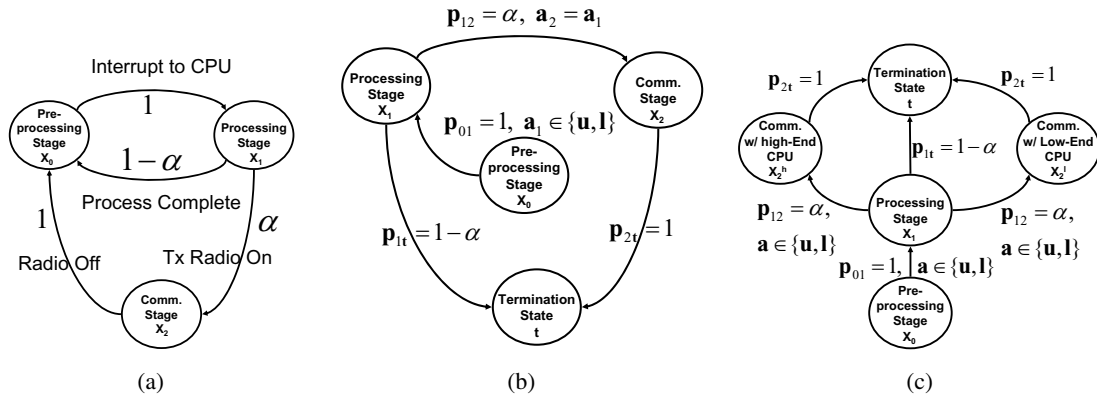 Interrupt to CPU
1
Pre-
processing
Stage
X₀
Processing
Stage
X₁
1−α
Process Complete
1
α
Radio Off
Tx Radio On
Comm.
Stage
X₂
(a)
p₁₂ = α, a₂ = a₁
Processing
Stage
X₁
Comm.
Stage
X₂
p₀₁ = 1, a₁ ∈ {u, l}
Pre-
processing
Stage
X₀
p₁ₜ = 1−α
p₂ₜ = 1
Termination
State
t
(b)
p₂ₜ = 1
Termination
State
t
p₂ₜ = 1
Comm.
w/ high-End
CPU
X₂ʰ
Comm.
w/ Low-End
CPU
X₂ˡ
p₁ₜ = 1−α
Processing
Stage
X₁
p₁₂ = α,
a ∈ {u, l}
p₁₂ = α,
a ∈ {u, l}
p₀₁ = 1, a ∈ {u, l}
Pre-
processing
Stage
X₀
(c)